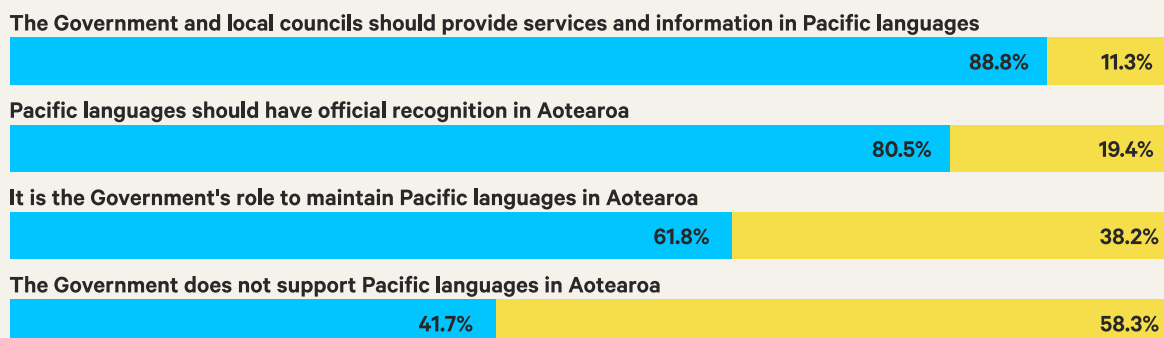 The Government and local councils should provide services and information in Pacific languages
88.8% 11.3%
Pacific languages should have official recognition in Aotearoa
80.5% 19.4%
It is the Government's role to maintain Pacific languages in Aotearoa
61.8% 38.2%
The Government does not support Pacific languages in Aotearoa
41.7% 58.3%